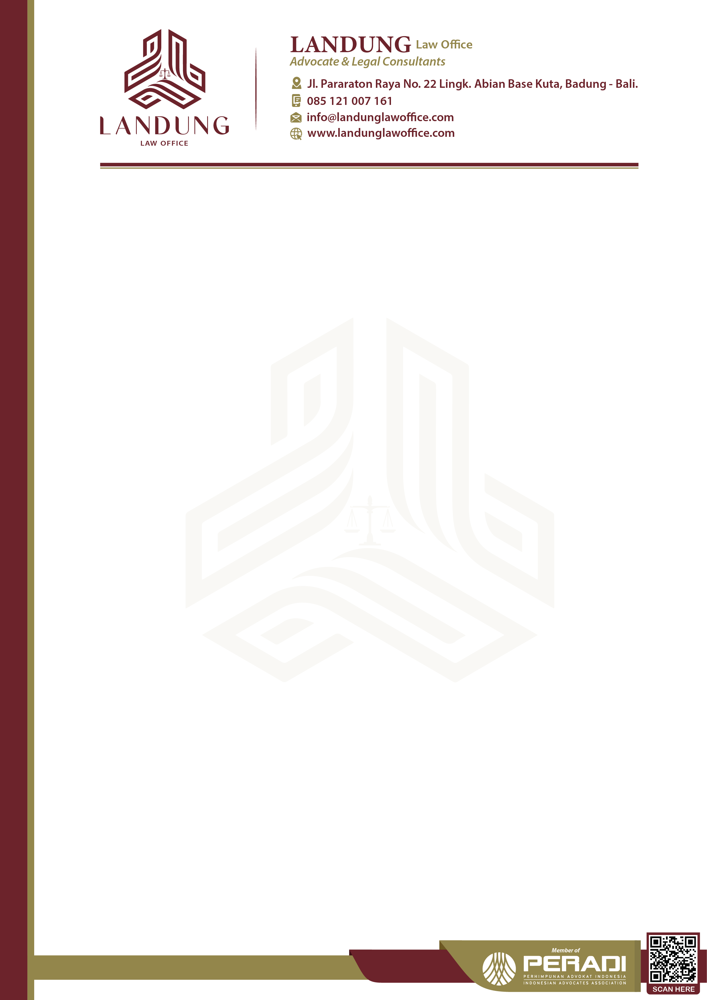 LANDUNG
LAW OFFICE
LANDUNG Law Office
Advocate & Legal Consultants
Jl. Pararaton Raya No. 22 Lingk. Abian Base Kuta, Badung - Bali.
085 121 007 161
info@landunglawoffice.com
www.landunglawoffice.com
Member of
PERADI
PERHIMPUNAN ADVOKAT INDONESIA
INDONESIAN ADVOCATES ASSOCIATION
SCAN HERE